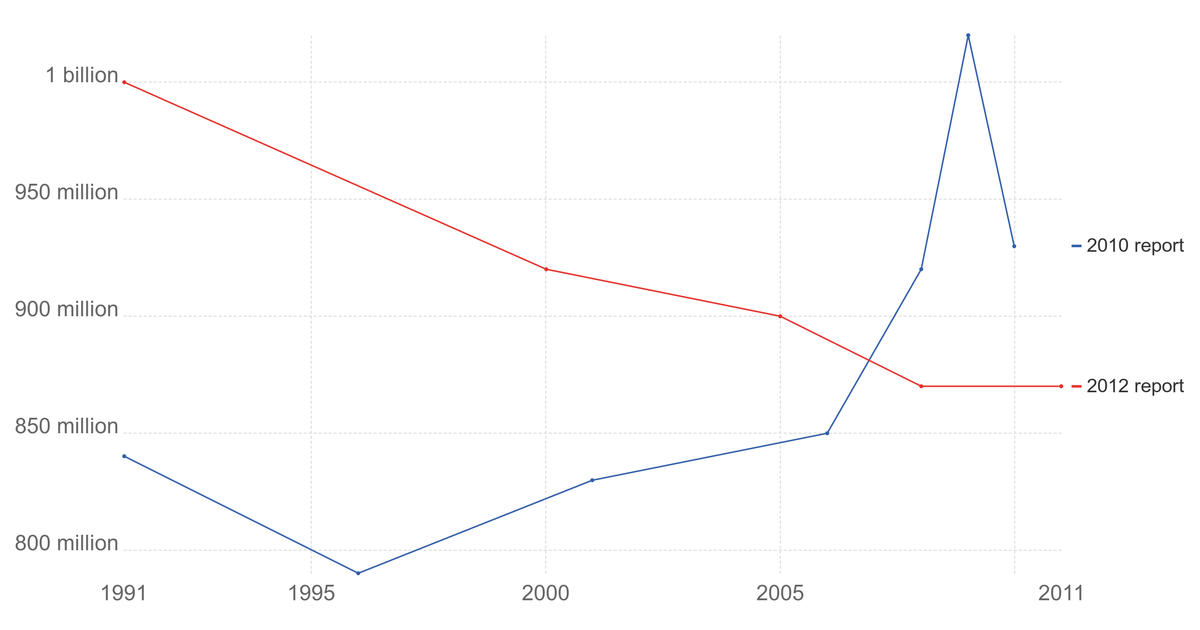 1 billion
950 million
2010 report
900 million
2012 report
850 million
800 million
1991 1995 2000 2005 2011